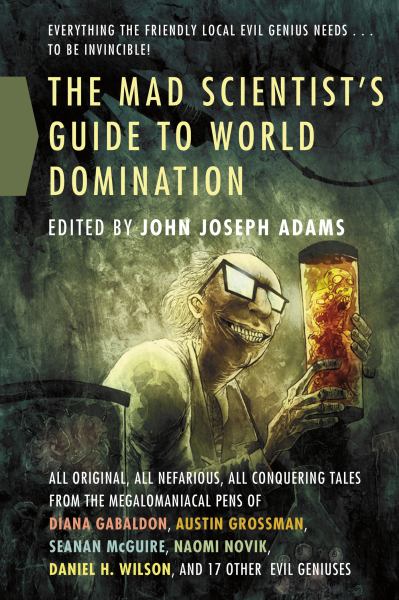 EVERYTHING THE FRIENDLY LOCAL EVIL GENIUS NEEDS . . .
TO BE INVINCIBLE!
THE MAD SCIENTIST'S
GUIDE TO WORLD
DOMINATION
EDITED BY JOHN JOSEPH ADAMS
ALL ORIGINAL, ALL NEFARIOUS, ALL CONQUERING TALES
FROM THE MEGALOMANIACAL PENS OF
DIANA GABALDON, AUSTIN GROSSMAN,
SEANAN McGUIRE, NAOMI NOVIK,
DANIEL H. WILSON, AND 17 OTHER EVIL GENIUSES